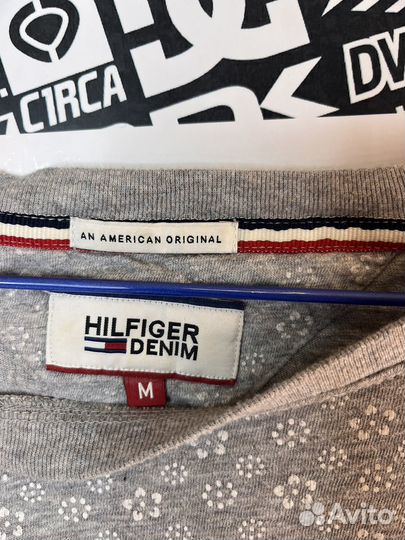 C1RCA
DV
AN AMERICAN ORIGINAL
HILFIGER
DENIM
M
Avito